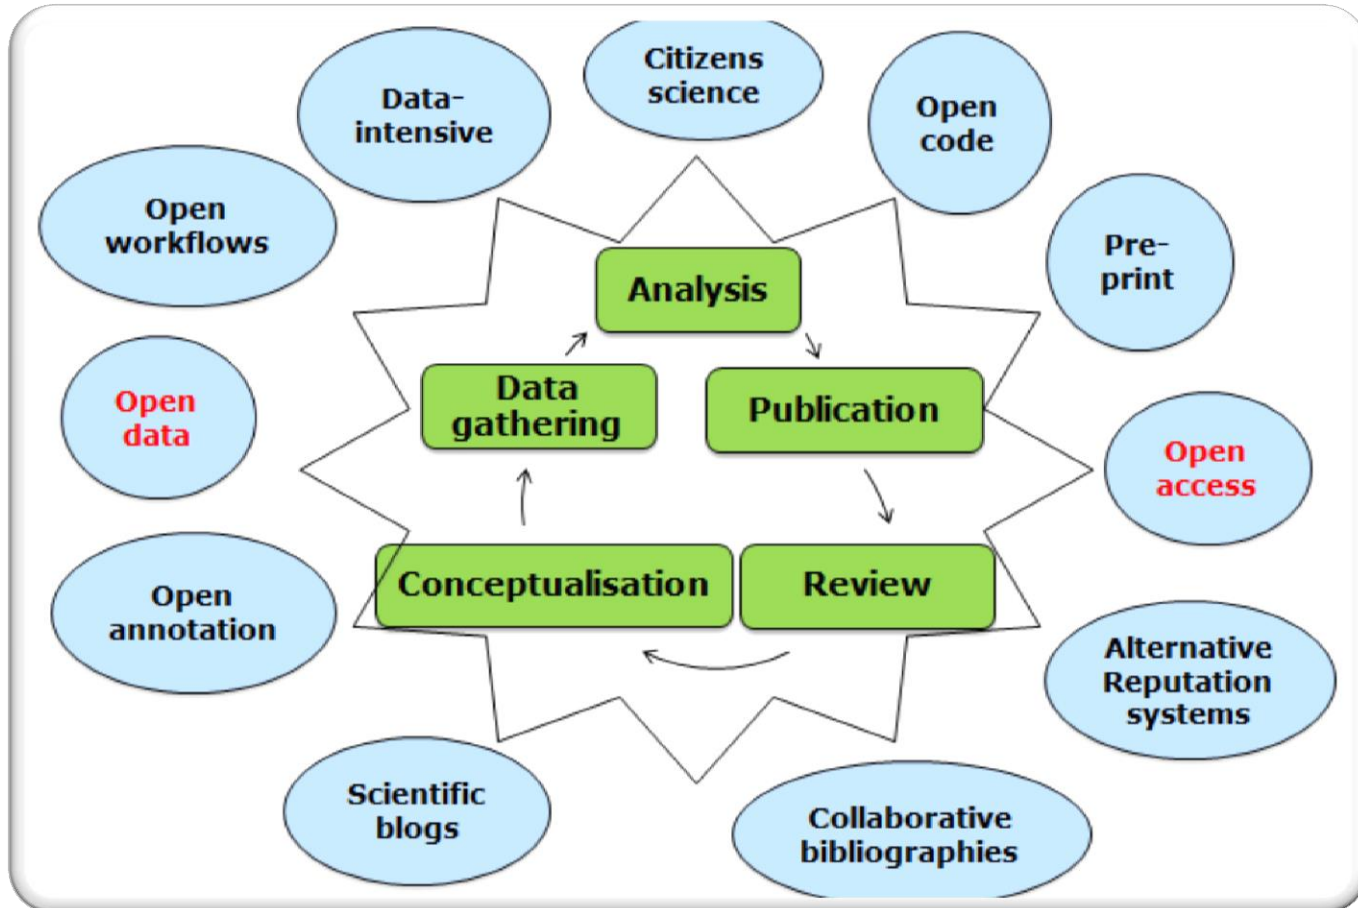 Citizens
science
Data-
intensive
Open
code
Open
workflows
Pre-
print
Analysis
Data
gathering
Publication
Open
data
Open
access
Conceptualisation
Review
Open
annotation
Alternative
Reputation
systems
Scientific
blogs
Collaborative
bibliographies